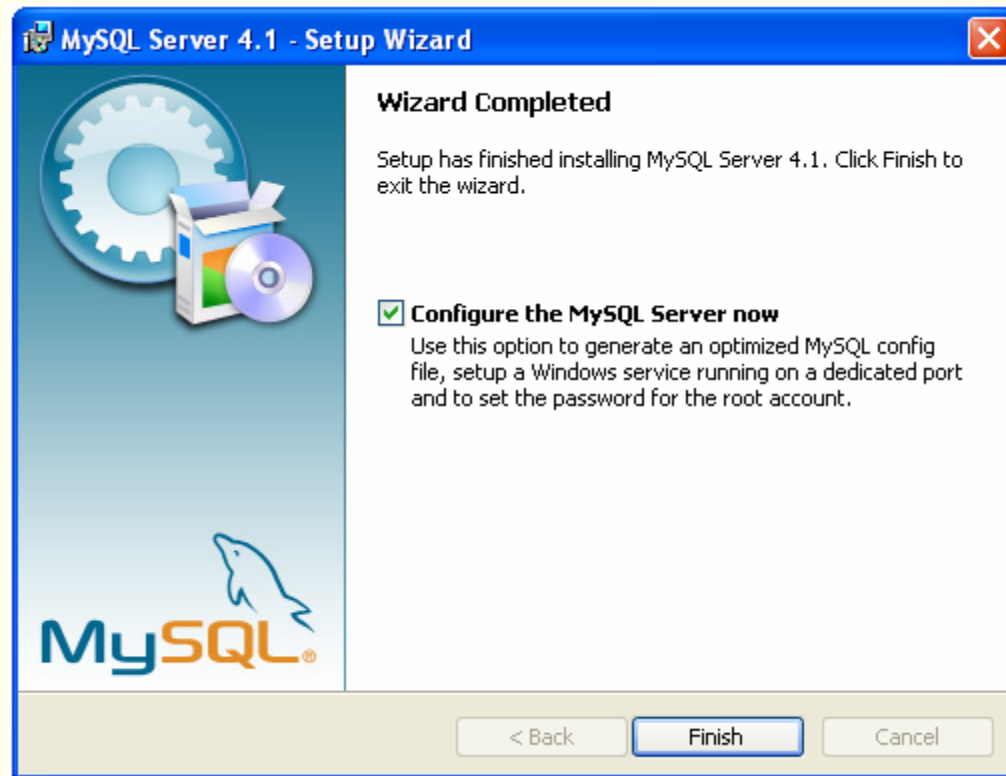 MySQL Server 4.1 - Setup Wizard
Wizard Completed
Setup has finished installing MySQL Server 4.1. Click Finish to
exit the wizard.
Configure the MySQL Server now
Use this option to generate an optimized MySQL config
file, setup a Windows service running on a dedicated port
and to set the password for the root account.
MySQL®
< Back
Finish
Cancel